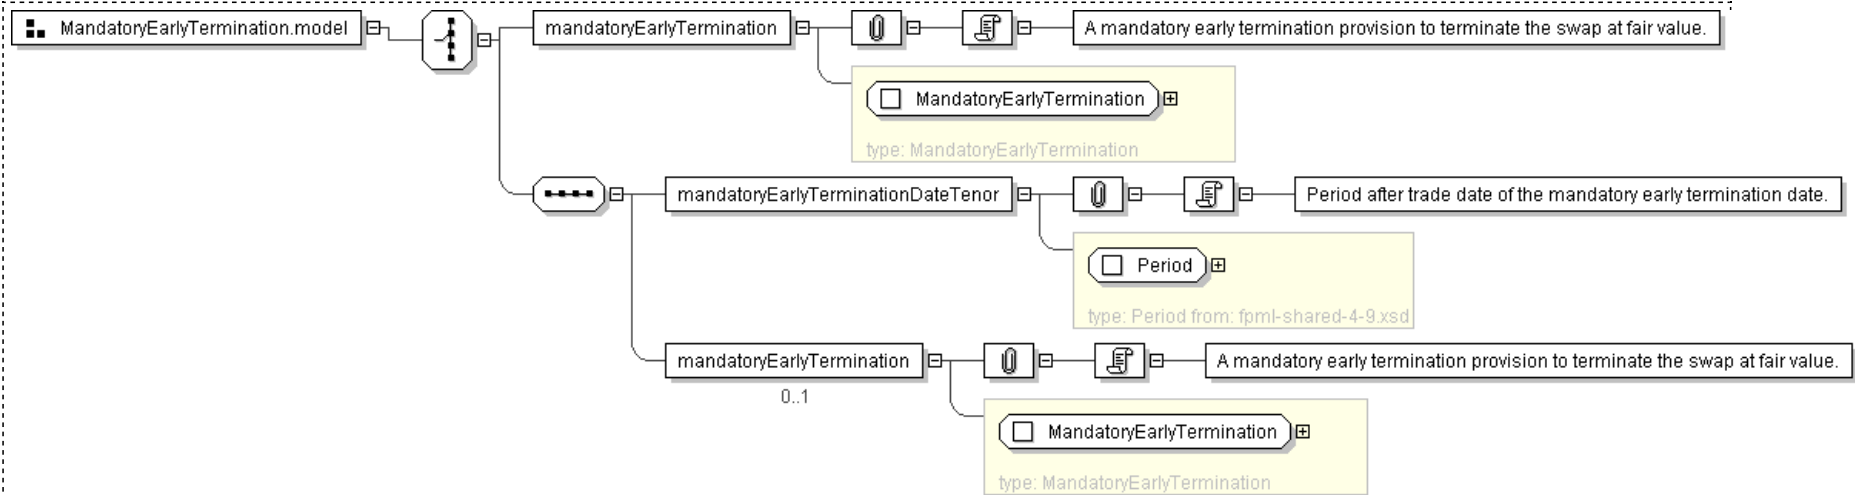 MandatoryEarlyTermination.model
mandatoryEarlyTermination
A mandatory early termination provision to terminate the swap at fair value.
MandatoryEarlyTermination
type: MandatoryEarlyTermination
mandatoryEarlyTerminationDateTenor
Period after trade date of the mandatory early termination date.
Period
type: Period from: fpml-shared-4-9.xsd
mandatoryEarlyTermination
A mandatory early termination provision to terminate the swap at fair value.
0..1
MandatoryEarlyTermination
type: MandatoryEarlyTermination